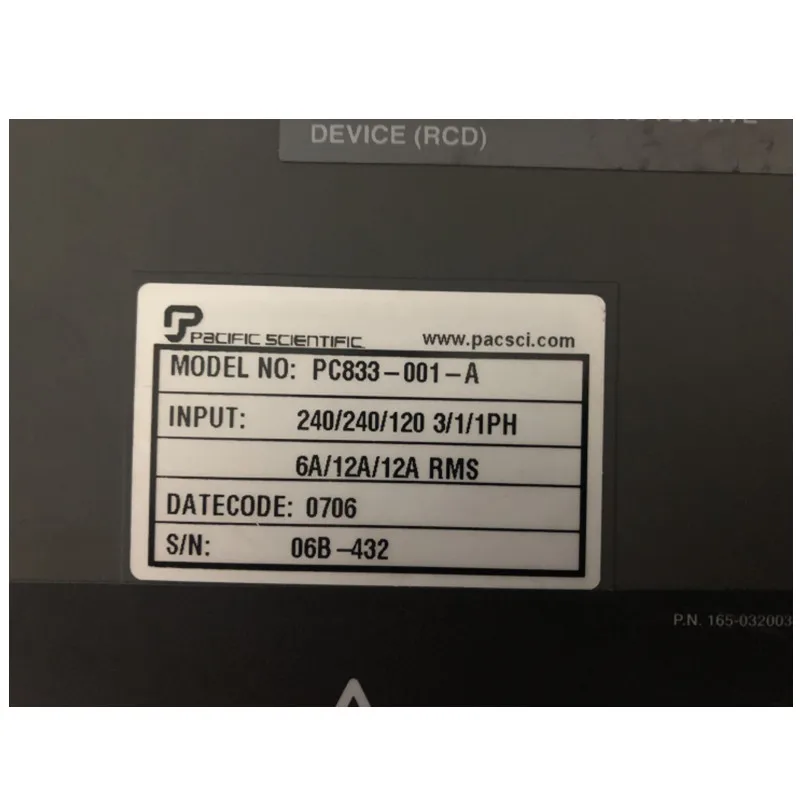 DEVICE (RCD)
PACIFIC SCIENTIFIC www.pacsci.com
MODEL NO: PC833-001-A
INPUT: 240/240/120 3/1/1PH
6A/12A/12A RMS
DATECODE: 0706
S/N: 06B-432
P.N. 165-032003